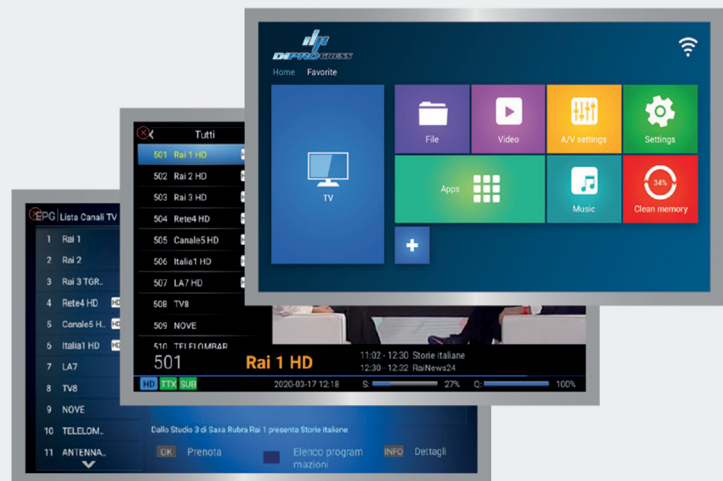 DIPROGRESS
Home Favorite
TV
File
Video
A/V settings
Settings
Apps
Music
34%
Clean memory
Tutti
501 Rai 1 HD
502 Rai 2 HD
503 Rai 3 HD
504 Rete4 HD
505 Canale5 HD
506 Italia1 HD
507 LA7 HD
508 TV8
509 NOVE
510 TELELOMBAR
501 Rai 1 HD
11:02 - 12:30 Storie italiane
12:30 - 12:32 RaiNews24
HD TTX SUB
2020-03-17 12:18
S: 27% Q: 100%
EPG Lista Canali TV
1 Rai 1
2 Rai 2
3 Rai 3 TGR..
4 Rete4 HD HD
5 Canale5 H.. HD
6 Italia1 HD HD
7 LA7
8 TV8
9 NOVE
10 TELELOM..
11 ANTENNA..
Dallo Studio 3 di Saxa Rubra Rai 1 presenta Storie italiane
OK Prenota
Elenco program
mazioni
INFO Dettagli